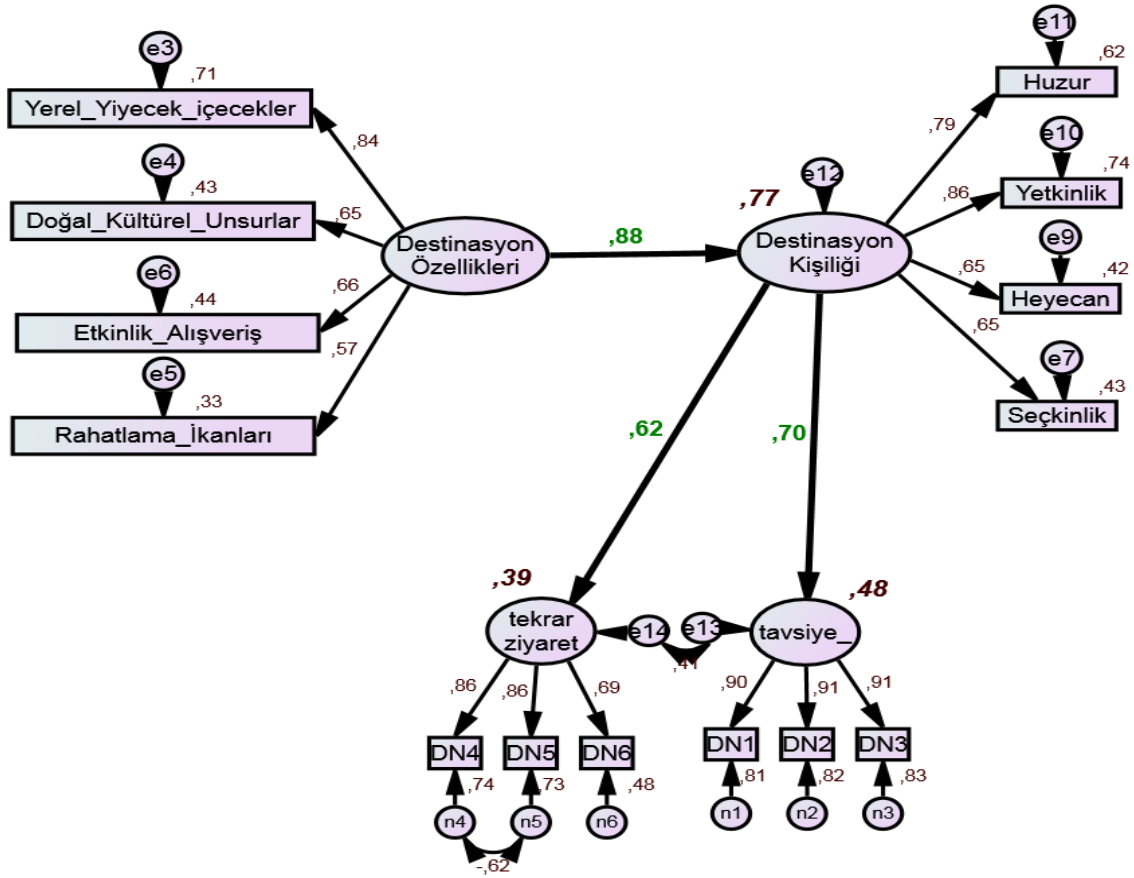 e3
,71
Yerel_Yiyecek_içecekler
,84
e4
,43
Doğal_Kültürel_Unsurlar
,65
e6
,44
Etkinlik_Alışveriş
,66
e5
,33
Rahatlama_İkanları
,57
Destinasyon
Özellikleri
,88
,77
e12
Destinasyon
Kişiliği
e11
,62
Huzur
,79
e10
,74
Yetkinlik
,86
e9
,42
Heyecan
,65
e7
,43
Seçkinlik
,65
,62
,70
,39
tekrar
ziyaret
e14
e13
,41
,48
tavsiye_
,86
,86
,69
,90
,91
,91
DN4
DN5
DN6
DN1
DN2
DN3
,74
,73
,48
,81
,82
,83
n4
n5
n6
n1
n2
n3
-,62